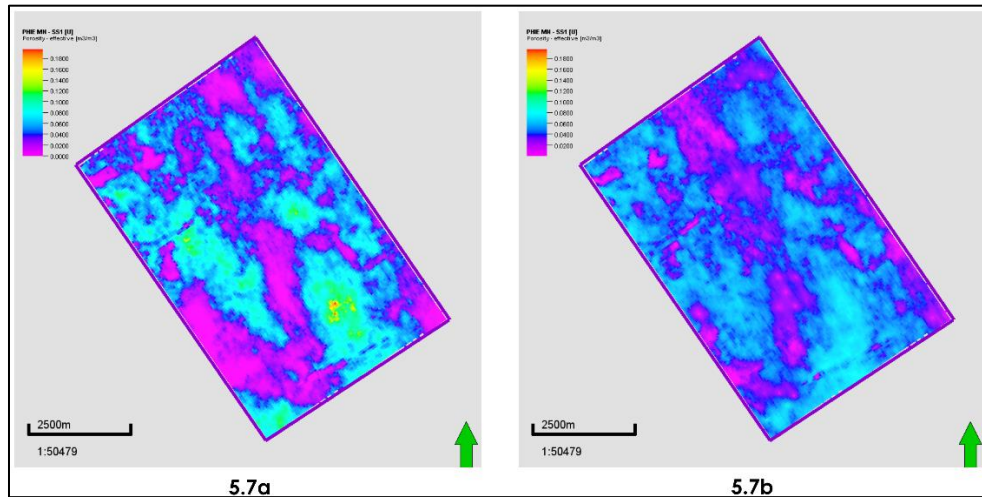 PHIE MN - SS1 [U]
Porosity - effective [m3/m3]
0.1800
0.1600
0.1400
0.1200
0.1000
0.0800
0.0600
0.0400
0.0200
0.0000
2500m
1:50479
5.7a
PHIE MN - SS1 [U]
Porosity - effective [m3/m3]
0.1800
0.1600
0.1400
0.1200
0.1000
0.0800
0.0600
0.0400
0.0200
2500m
1:50479
5.7b